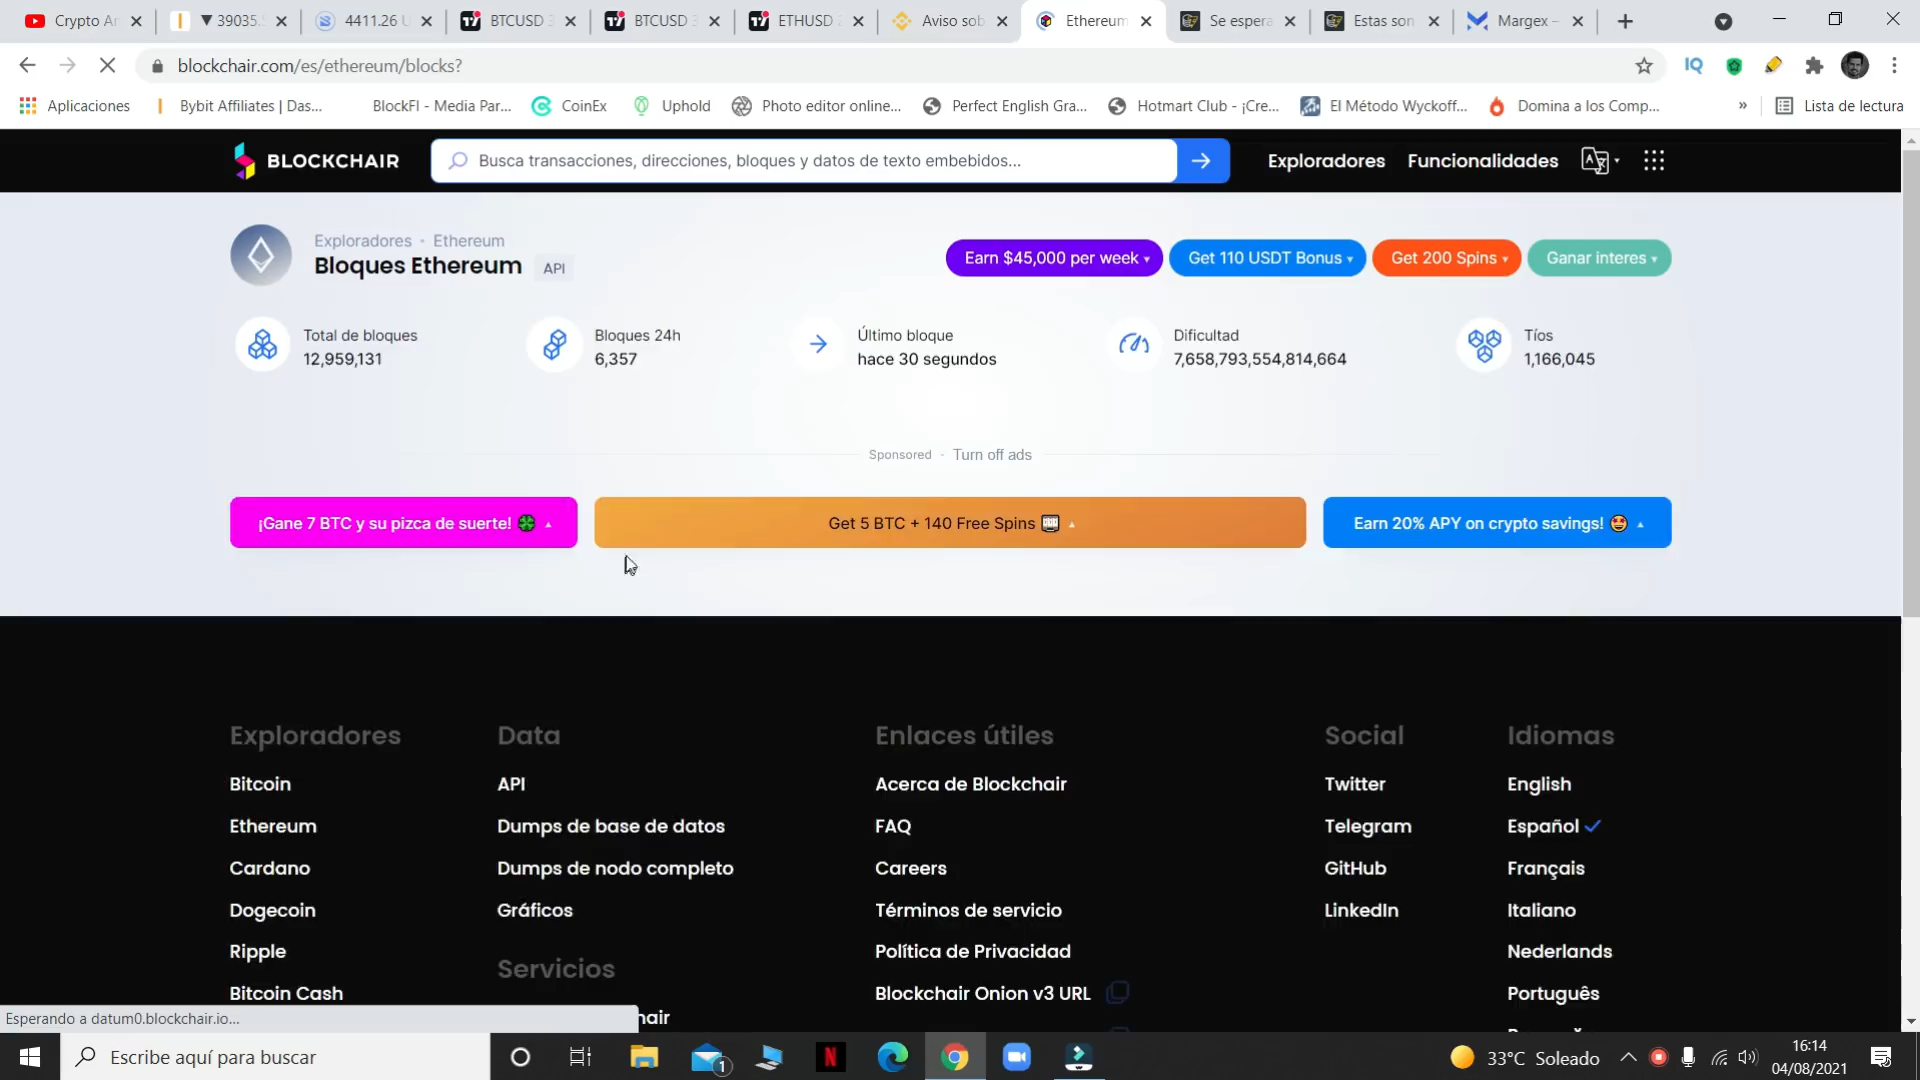 Crypto An
▼39035.5
4411.26 U
BTCUSD 3
BTCUSD 3
ETHUSD 2
Aviso sob
Ethereum
Se espera
Estas son
Margex –
blockchair.com/es/ethereum/blocks?
IQ
Aplicaciones
Bybit Affiliates | Das...
BlockFI - Media Par...
CoinEx
Uphold
Photo editor online...
Perfect English Gra...
Hotmart Club - ¡Cre...
El Método Wyckoff...
Domina a los Comp...
»
Lista de lectura
BLOCKCHAIR
Busca transacciones, direcciones, bloques y datos de texto embebidos...
Exploradores
Funcionalidades
Exploradores · Ethereum
Bloques Ethereum
API
Earn $45,000 per week
Get 110 USDT Bonus
Get 200 Spins
Ganar interes
Total de bloques
12,959,131
Bloques 24h
6,357
Último bloque
hace 30 segundos
Dificultad
7,658,793,554,814,664
Tíos
1,166,045
Sponsored · Turn off ads
¡Gane 7 BTC y su pizca de suerte! 🍀
Get 5 BTC + 140 Free Spins 🎰
Earn 20% APY on crypto savings! 🤩
Exploradores
Bitcoin
Ethereum
Cardano
Dogecoin
Ripple
Bitcoin Cash
Data
API
Dumps de base de datos
Dumps de nodo completo
Gráficos
Servicios
hair
Enlaces útiles
Acerca de Blockchair
FAQ
Careers
Términos de servicio
Política de Privacidad
Blockchair Onion v3 URL
Social
Twitter
Telegram
GitHub
LinkedIn
Idiomas
English
Español
Français
Italiano
Nederlands
Português
Esperando a datum0.blockchair.io...
Escribe aquí para buscar
1
N
33°C Soleado
16:14
04/08/2021